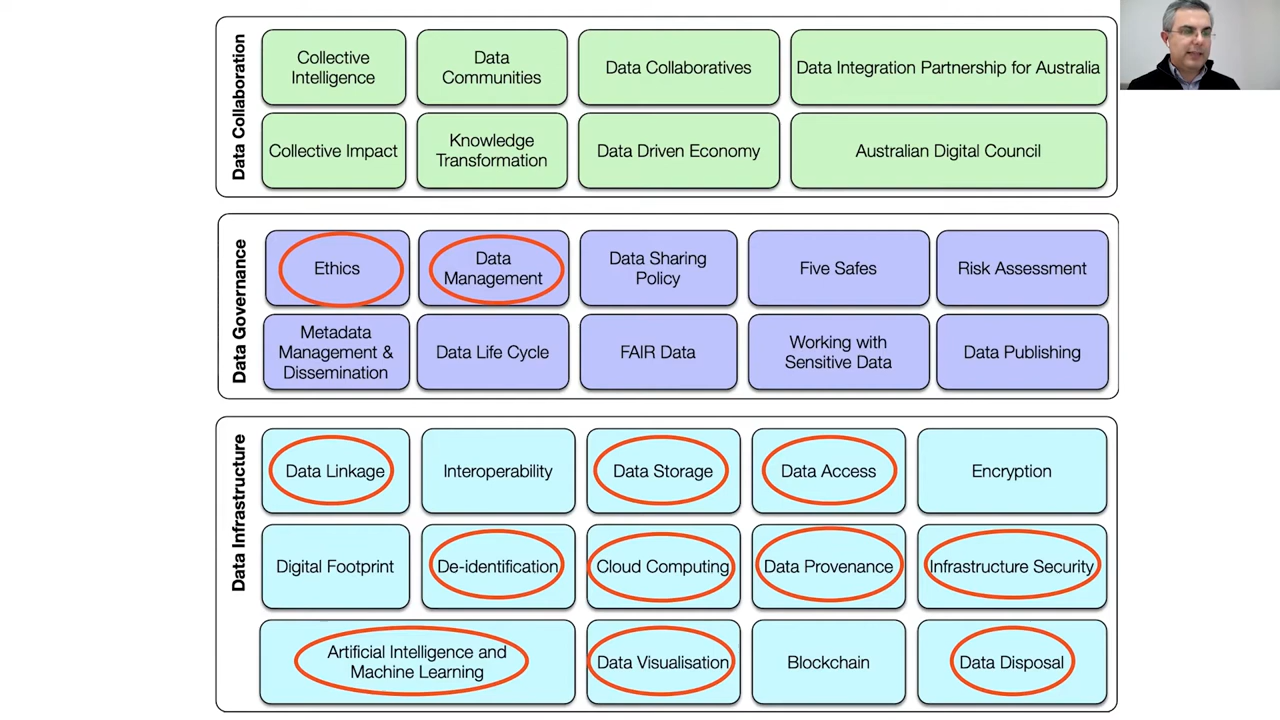 Data Collaboration
Collective
Intelligence
Data
Communities
Data Collaboratives
Data Integration Partnership for Australia
Collective Impact
Knowledge
Transformation
Data Driven Economy
Australian Digital Council
Data Governance
Ethics
Data
Management
Data Sharing
Policy
Five Safes
Risk Assessment
Metadata
Management &
Dissemination
Data Life Cycle
FAIR Data
Working with
Sensitive Data
Data Publishing
Data Infrastructure
Data Linkage
Interoperability
Data Storage
Data Access
Encryption
Digital Footprint
De-identification
Cloud Computing
Data Provenance
Infrastructure Security
Artificial Intelligence and
Machine Learning
Data Visualisation
Blockchain
Data Disposal